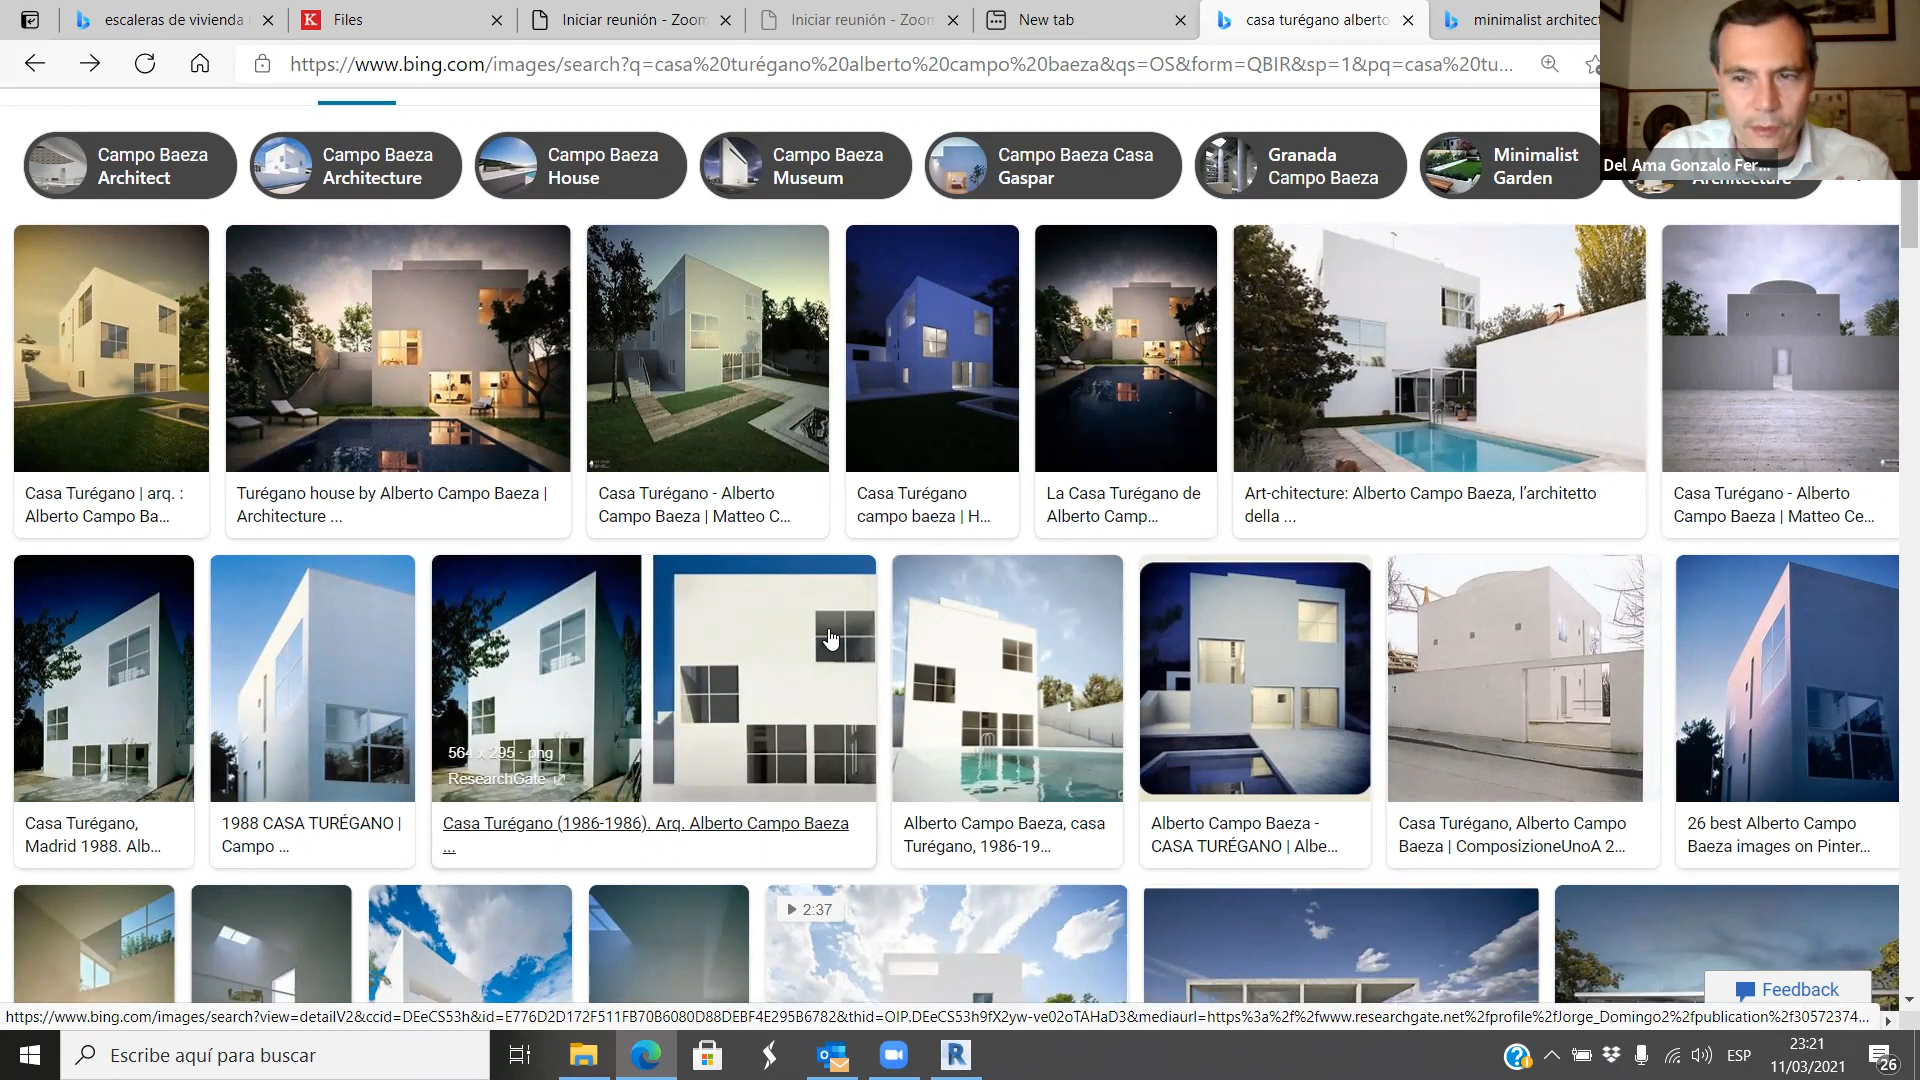 escaleras de vivienda
Files
Iniciar reunión - Zoom
Iniciar reunión - Zoom
New tab
casa turégano alberto
minimalist architect
https://www.bing.com/images/search?q=casa%20turégano%20alberto%20campo%20baeza&qs=OS&form=QBIR&sp=1&pq=casa%20tu...
Del Ama Gonzalo Fer...
Campo Baeza
Architect
Campo Baeza
Architecture
Campo Baeza
House
Campo Baeza
Museum
Campo Baeza Casa
Gaspar
Granada
Campo Baeza
Minimalist
Garden
Architecture
Casa Turégano | arq. :
Alberto Campo Ba...
Turégano house by Alberto Campo Baeza |
Architecture ...
Casa Turégano - Alberto
Campo Baeza | Matteo C...
Casa Turégano
campo baeza | H...
La Casa Turégano de
Alberto Camp...
Art-chitecture: Alberto Campo Baeza, l'architetto
della ...
Casa Turégano - Alberto
Campo Baeza | Matteo Ce...
564 x 295 · png
ResearchGate
Casa Turégano,
Madrid 1988. Alb...
1988 CASA TURÉGANO |
Campo ...
Casa Turégano (1986-1986). Arq. Alberto Campo Baeza
...
Alberto Campo Baeza, casa
Turégano, 1986-19...
Alberto Campo Baeza -
CASA TURÉGANO | Albe...
Casa Turégano, Alberto Campo
Baeza | ComposizioneUnoA 2...
26 best Alberto Campo
Baeza images on Pinter...
2:37
Feedback
https://www.bing.com/images/search?view=detailV2&ccid=DEeCS53h&id=E776D2D172F511FB70B6080D88DEBF4E295B6782&thid=OIP.DEeCS53h9fX2yw-ve02oTAHaD3&mediaurl=https%3a%2f%2fwww.researchgate.net%2fprofile%2fJorge_Domingo2%2fpublication%2f30572374...
Escribe aquí para buscar
ESP
23:21
11/03/2021
26